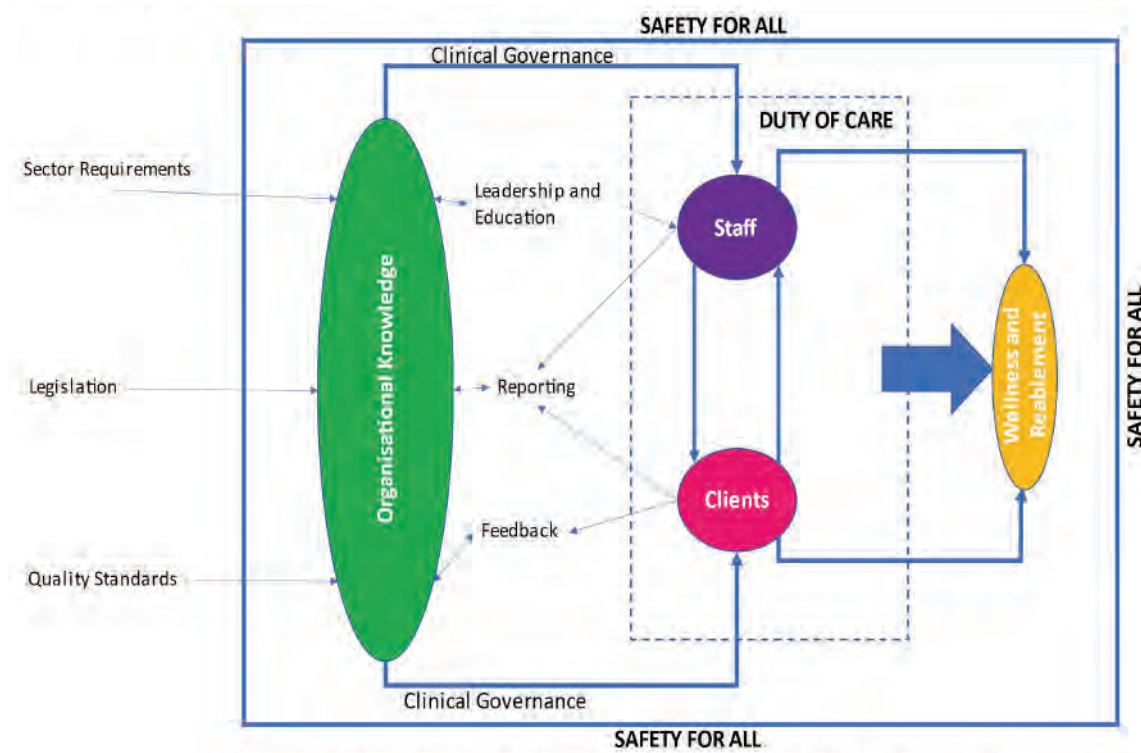 SAFETY FOR ALL
Clinical Governance
DUTY OF CARE
Sector Requirements
Leadership and
Education
Staff
Organisational Knowledge
Wellness and
Reablement
SAFETY FOR ALL
Legislation
Reporting
Clients
Feedback
Quality Standards
Clinical Governance
SAFETY FOR ALL